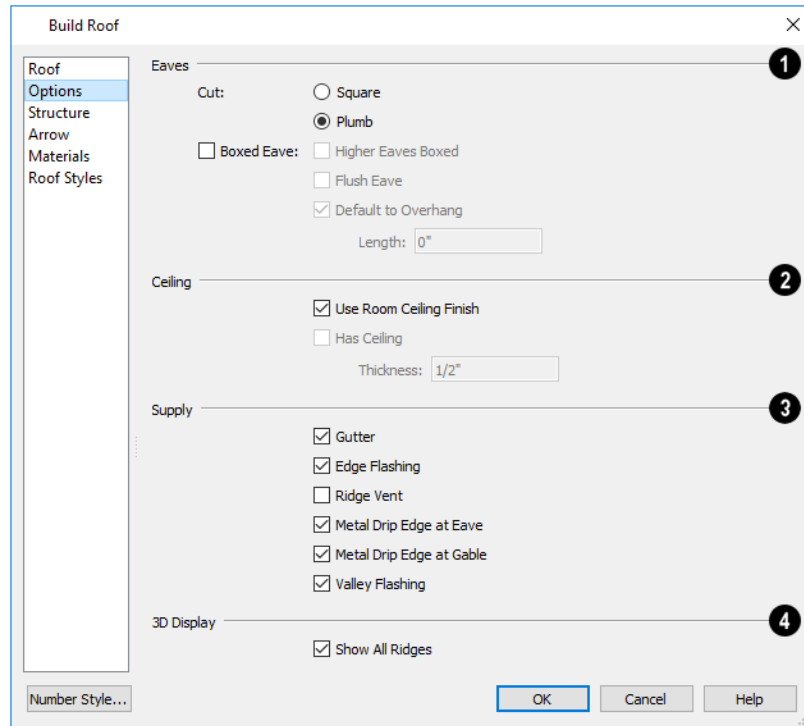 Build Roof
Roof
Options
Structure
Arrow
Materials
Roof Styles
Eaves 1
Cut: Square
Plumb
Boxed Eave: Higher Eaves Boxed
Flush Eave
Default to Overhang
Length: 0"
Ceiling 2
Use Room Ceiling Finish
Has Ceiling
Thickness: 1/2"
Supply 3
Gutter
Edge Flashing
Ridge Vent
Metal Drip Edge at Eave
Metal Drip Edge at Gable
Valley Flashing
3D Display 4
Show All Ridges
Number Style... OK Cancel Help